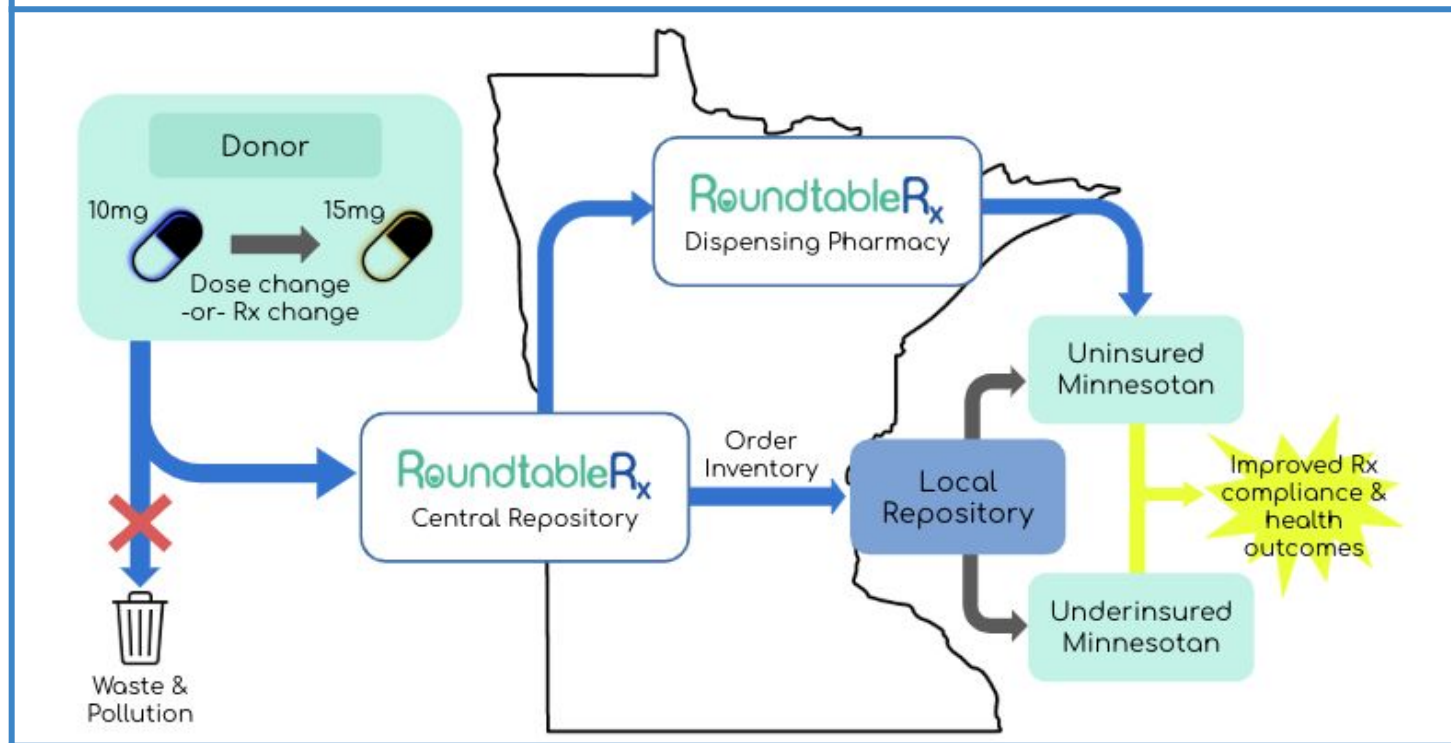 Donor
10mg
15mg
Dose change
-or- Rx change
RoundtableRx
Dispensing Pharmacy
Uninsured
Minnesotan
RoundtableRx
Central Repository
Order
Inventory
Local
Repository
Improved Rx
compliance &
health
outcomes
Underinsured
Minnesotan
Waste &
Pollution